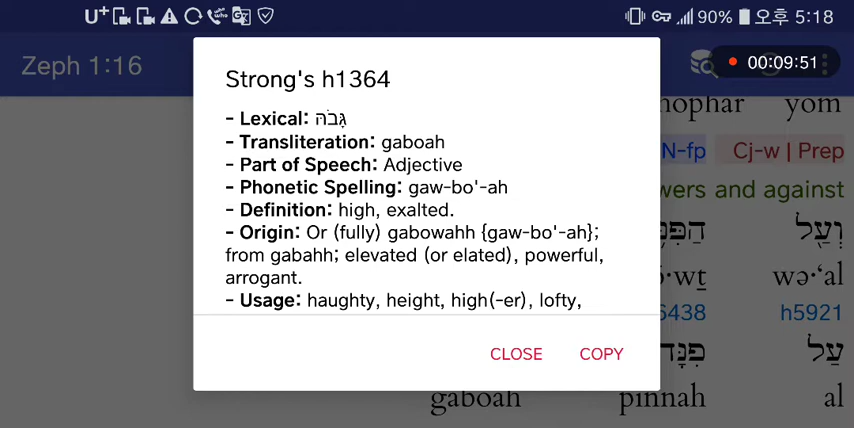 U+ 90% 오후 5:18
Zeph 1:16
00:09:51
Strong's h1364
- Lexical: גָּבֹהַּ
- Transliteration: gaboah
- Part of Speech: Adjective
- Phonetic Spelling: gaw-bo'-ah
- Definition: high, exalted.
- Origin: Or (fully) gabowahh {gaw-bo'-ah};
from gabahh; elevated (or elated), powerful,
arrogant.
- Usage: haughty, height, high(-er), lofty,
CLOSE COPY
hophar yom
N-fp Cj-w | Prep
wers and against
וְעַ֖ל
wə·‘al
6438 h5921
עַל
gaboah pinnah al